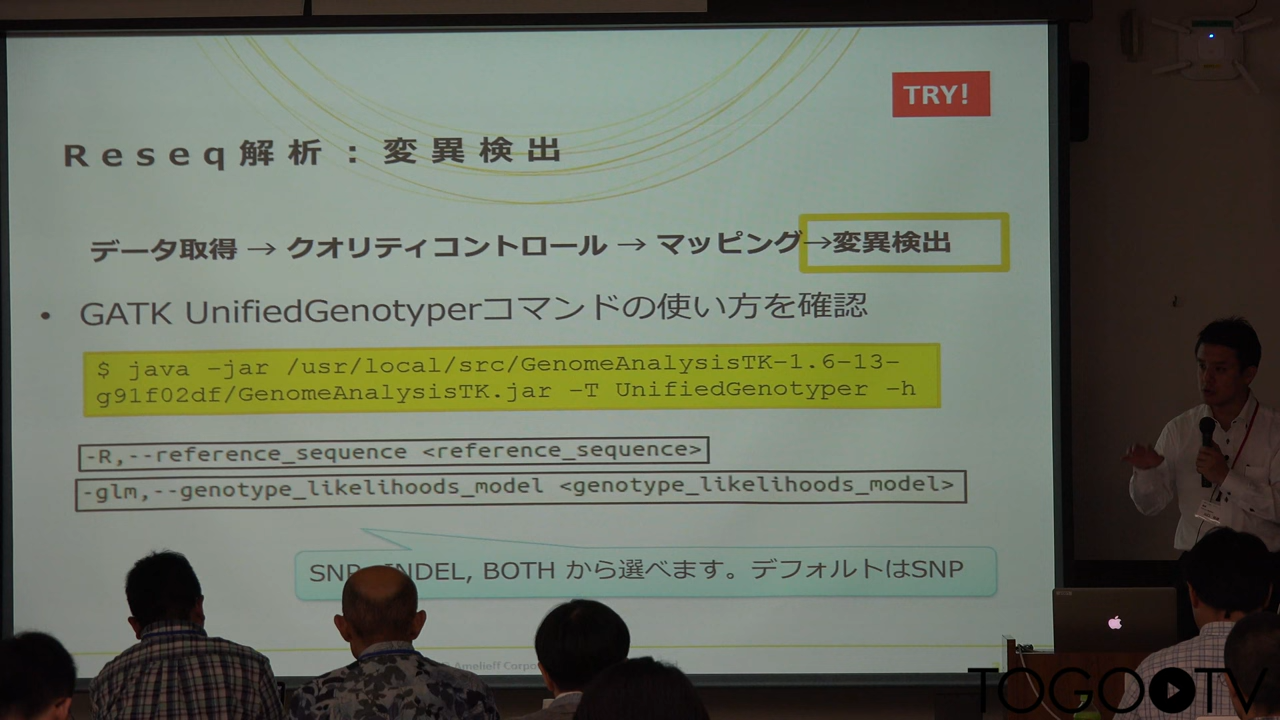 TRY!
Reseq解析：変異検出
データ取得 → クオリティコントロール → マッピング→変異検出
• GATK UnifiedGenotyperコマンドの使い方を確認
$ java –jar /usr/local/src/GenomeAnalysisTK-1.6-13-
g91f02df/GenomeAnalysisTK.jar –T UnifiedGenotyper –h
-R,--reference_sequence <reference_sequence>
-glm,--genotype_likelihoods_model <genotype_likelihoods_model>
SNP, INDEL, BOTH から選べます。デフォルトはSNP
Amelieff
TOGOTV